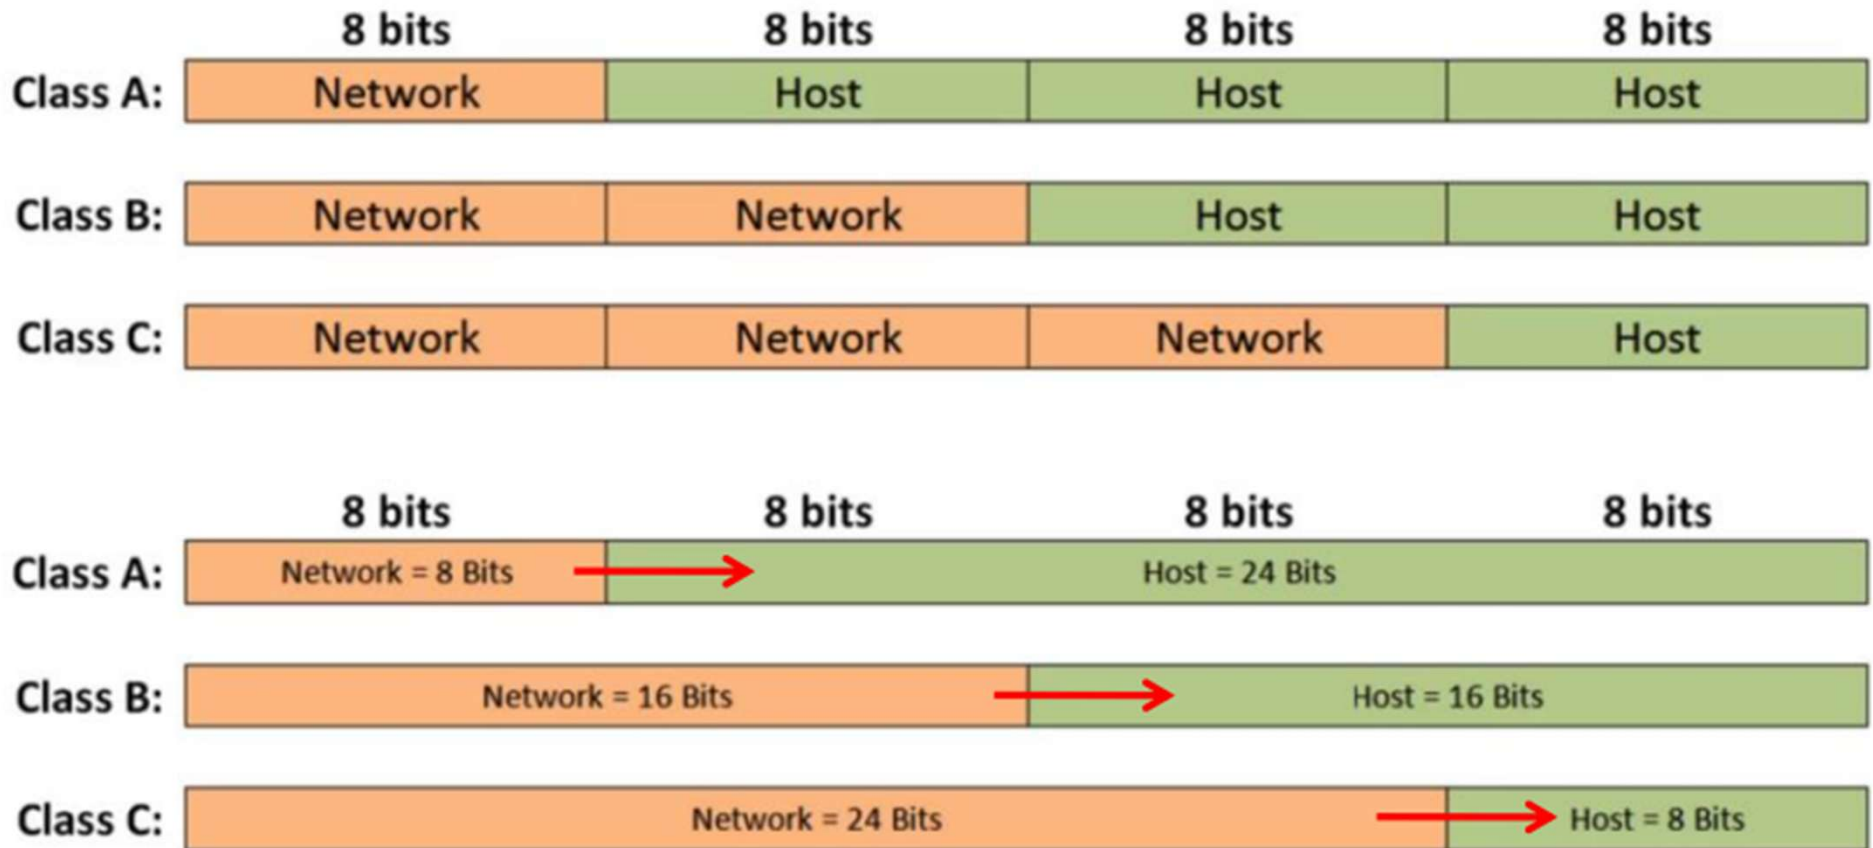 8 bits 8 bits 8 bits 8 bits
Class A: Network Host Host Host
Class B: Network Network Host Host
Class C: Network Network Network Host
8 bits 8 bits 8 bits 8 bits
Class A: Network = 8 Bits Host = 24 Bits
Class B: Network = 16 Bits Host = 16 Bits
Class C: Network = 24 Bits Host = 8 Bits